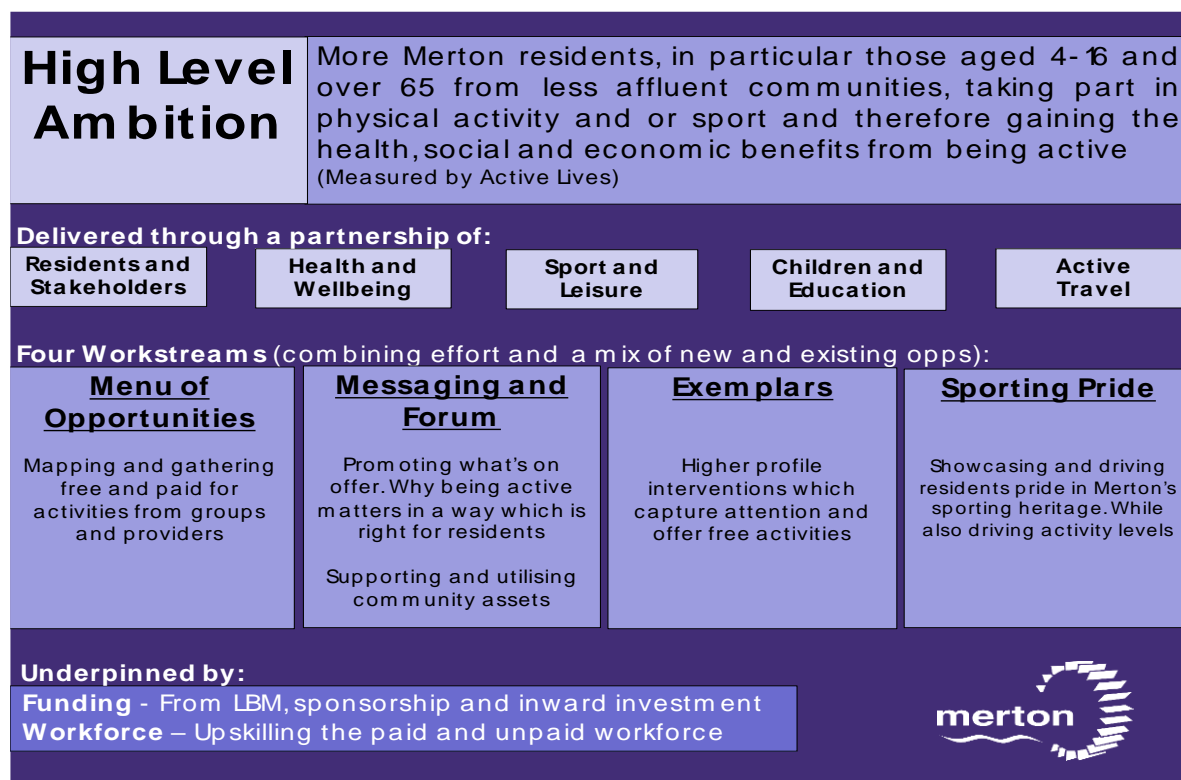 High Level
Ambition
More Merton residents, in particular those aged 4-16 and
over 65 from less affluent communities, taking part in
physical activity and or sport and therefore gaining the
health, social and economic benefits from being active
(Measured by Active Lives)
Delivered through a partnership of:
Residents and
Stakeholders
Health and
Wellbeing
Sport and
Leisure
Children and
Education
Active
Travel
Four Workstreams (combining effort and a mix of new and existing opps):
Menu of
Opportunities
Mapping and gathering
free and paid for
activities from groups
and providers
Messaging and
Forum
Promoting what's on
offer. Why being active
matters in a way which is
right for residents
Supporting and utilising
community assets
Exemplars
Higher profile
interventions which
capture attention and
offer free activities
Sporting Pride
Showcasing and driving
residents pride in Merton's
sporting heritage. While
also driving activity levels
Underpinned by:
Funding - From LBM, sponsorship and inward investment
Workforce – Upskilling the paid and unpaid workforce
merton